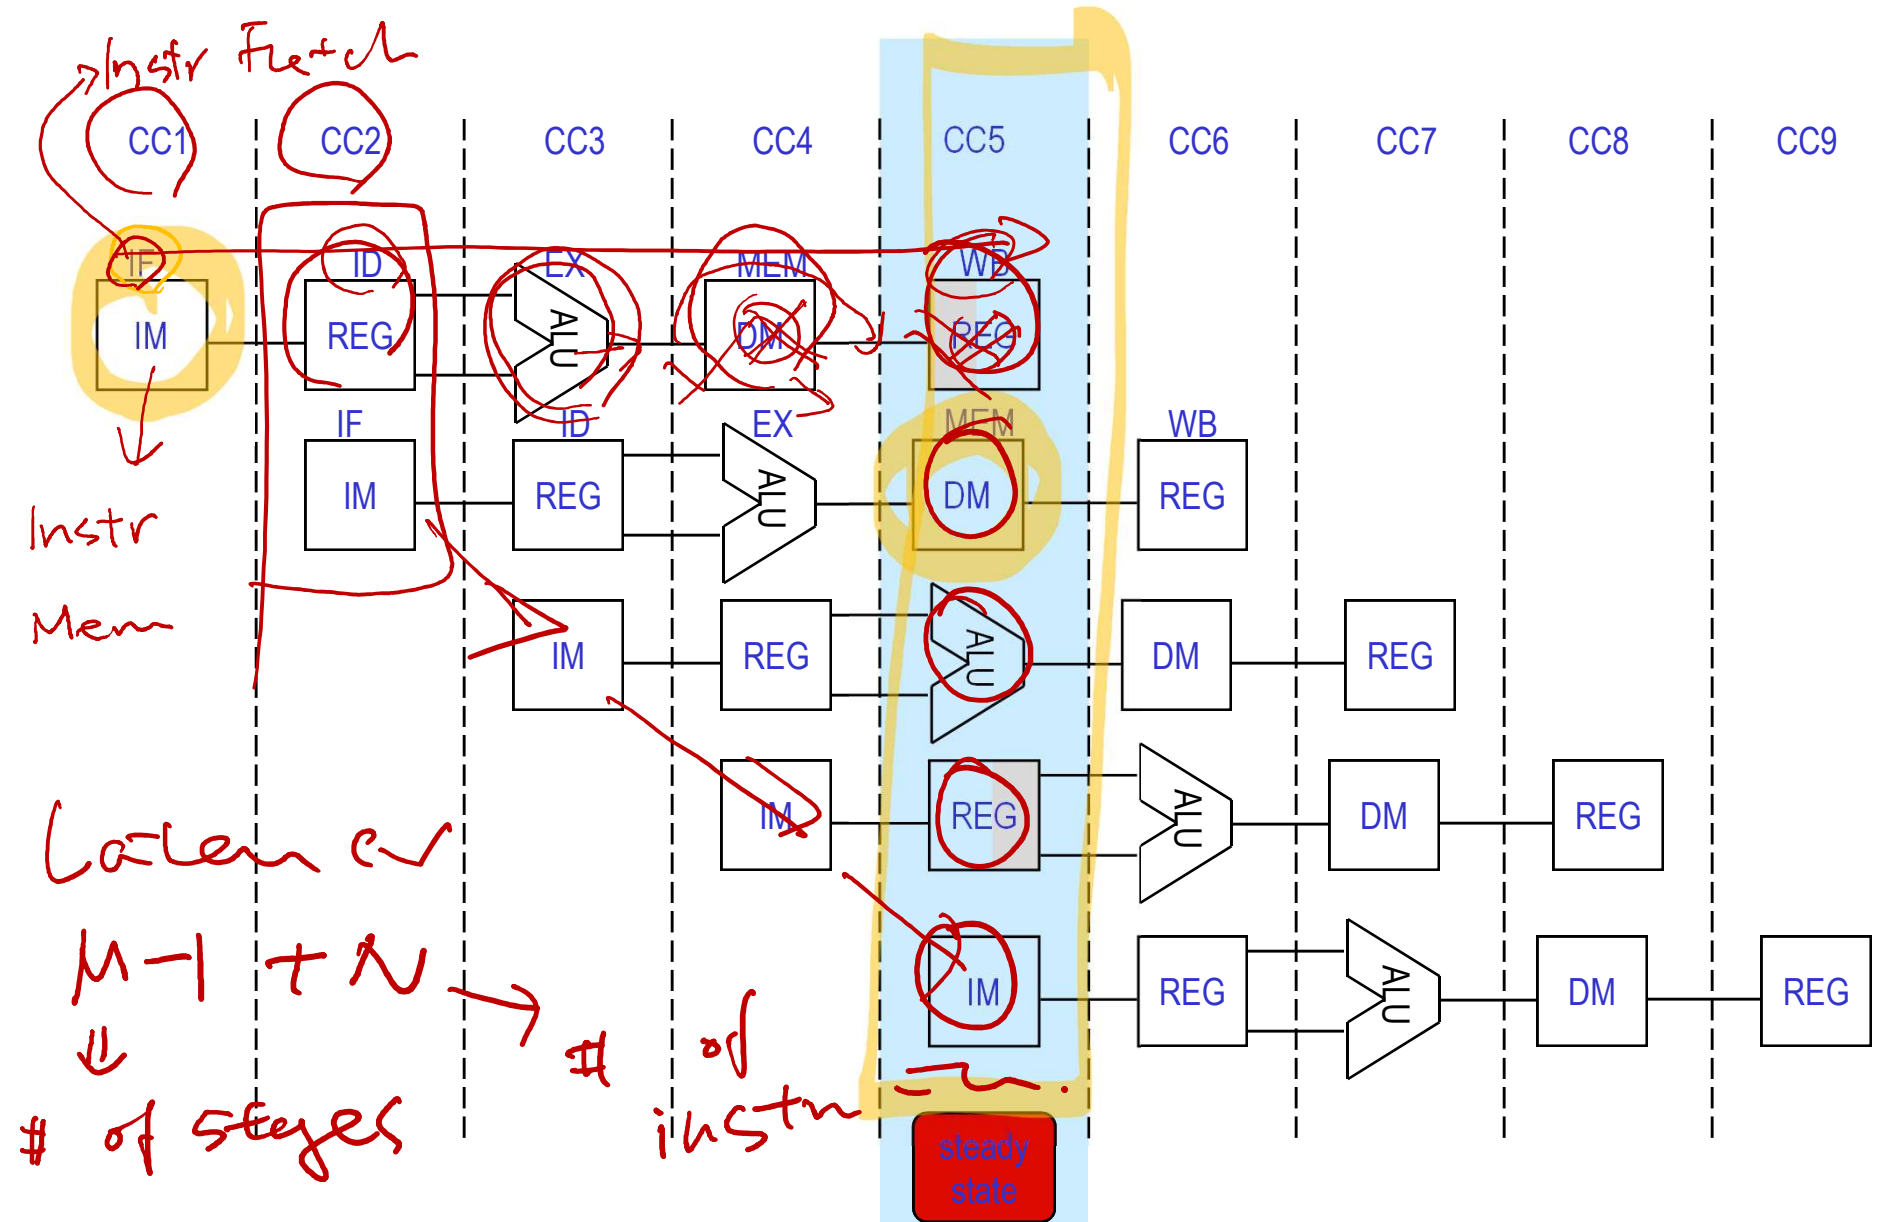 Instr Fetch
CC1 CC2 CC3 CC4 CC5 CC6 CC7 CC8 CC9
IF ID EX MEM WB
IM REG ALU DM REG
IF ID EX MEM WB
IM REG ALU DM REG
Instr
Mem
IM REG ALU DM REG
IM REG ALU DM REG
M-1 + N
IM REG ALU DM REG
# of instrn
# of stages
steady
state